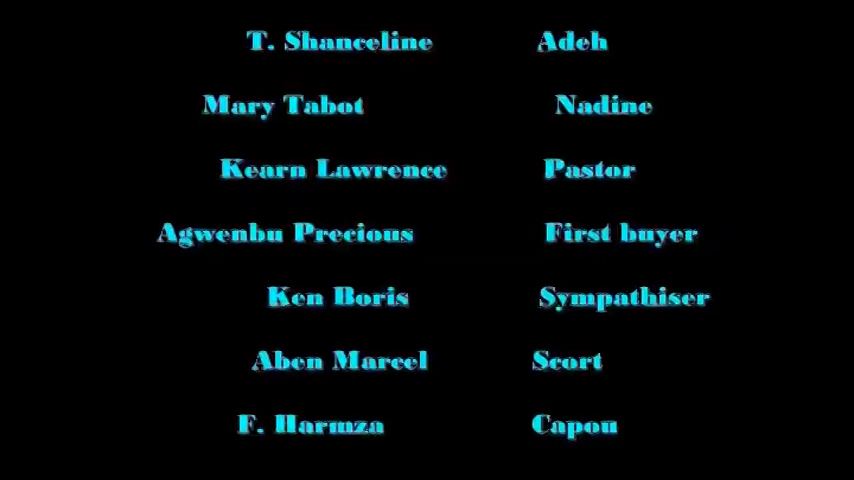 T. Shanceline Adeh
Mary Tabot Nadine
Kearn Lawrence Pastor
Agwenbu Precious First buyer
Ken Boris Sympathiser
Aben Marcel Scort
F. Harmza Capou